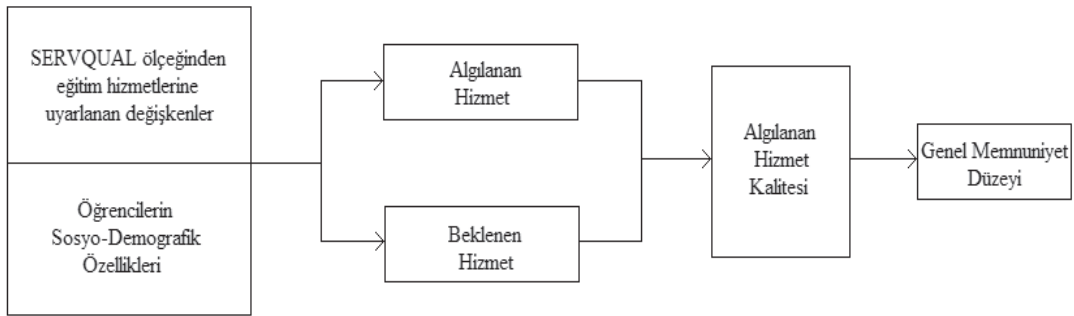 SERVQUAL ölçeğinden
eğitim hizmetlerine
uyarlanan değişkenler
Öğrencilerin
Sosyo-Demografik
Özellikleri
Algılanan
Hizmet
Beklenen
Hizmet
Algılanan
Hizmet
Kalitesi
Genel Memnuniyet
Düzeyi